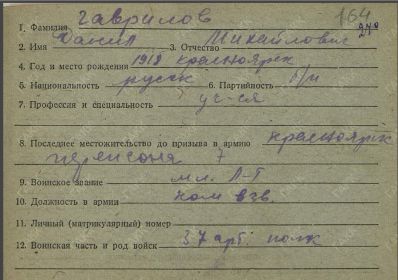 164
1. Фамилия гаврилов
2. Имя Данил 3. Отчество Михайлович
4. Год и место рождения 1918 красноярск
5. Национальность русск 6. Партийность б/п
7. Профессия и специальность уч-ся
8. Последнее местожительство до призыва в армию красноярск
7
9. Воинское звание мл. л-т
10. Должность в армии ком взв.
11. Личный (матрикулярный) номер
12. Воинская часть и род войск 37 арт. полк